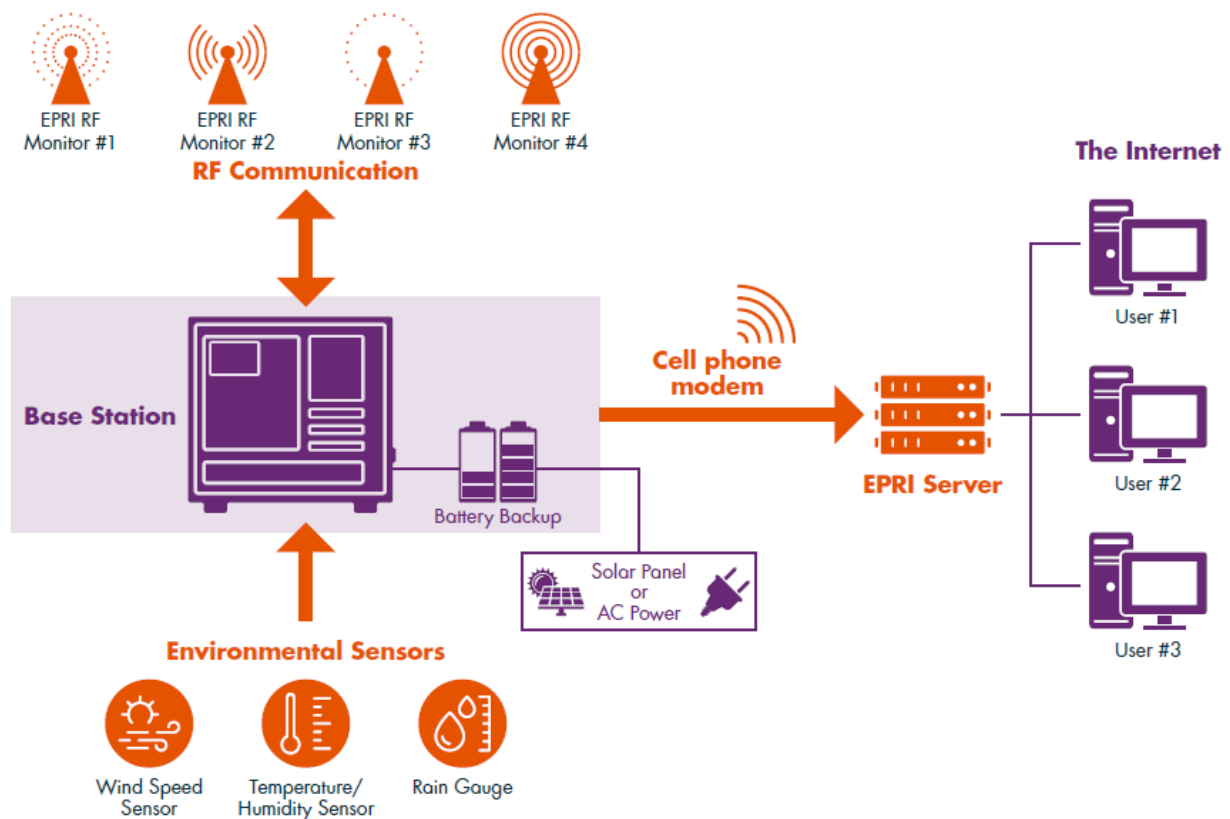 EPRI RF
Monitor #1
EPRI RF
Monitor #2
EPRI RF
Monitor #3
EPRI RF
Monitor #4
RF Communication
The Internet
User #1
Cell phone
modem
Base Station
Battery Backup
EPRI Server
User #2
Solar Panel
or
AC Power
User #3
Environmental Sensors
Wind Speed
Sensor
Temperature/
Humidity Sensor
Rain Gauge